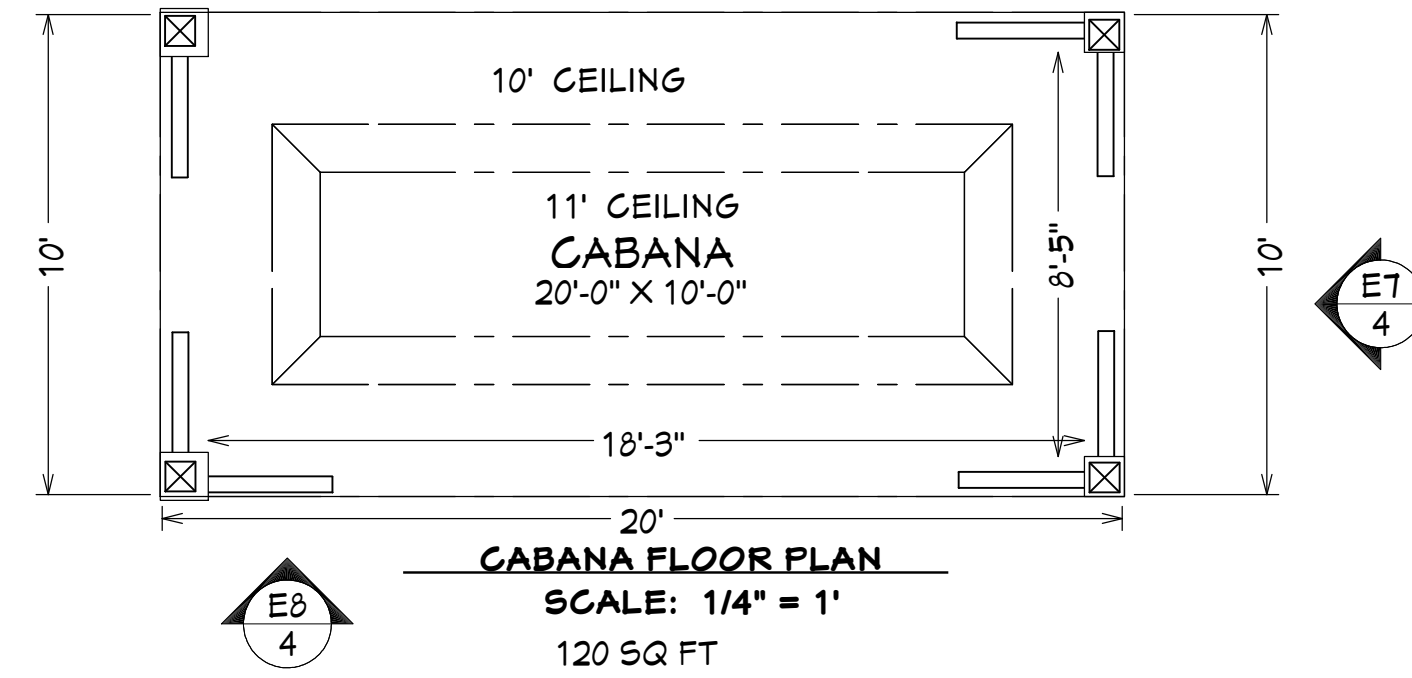 10' CEILING
11' CEILING
CABANA
20'-0" X 10'-0"
10'
8'-5"
10'
E7
4
18'-3"
20'
CABANA FLOOR PLAN
SCALE: 1/4" = 1'
120 SQ FT
E8
4